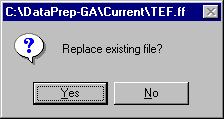 C:\DataPrep-GA\Current\TEF.ff
Replace existing file?
Yes No